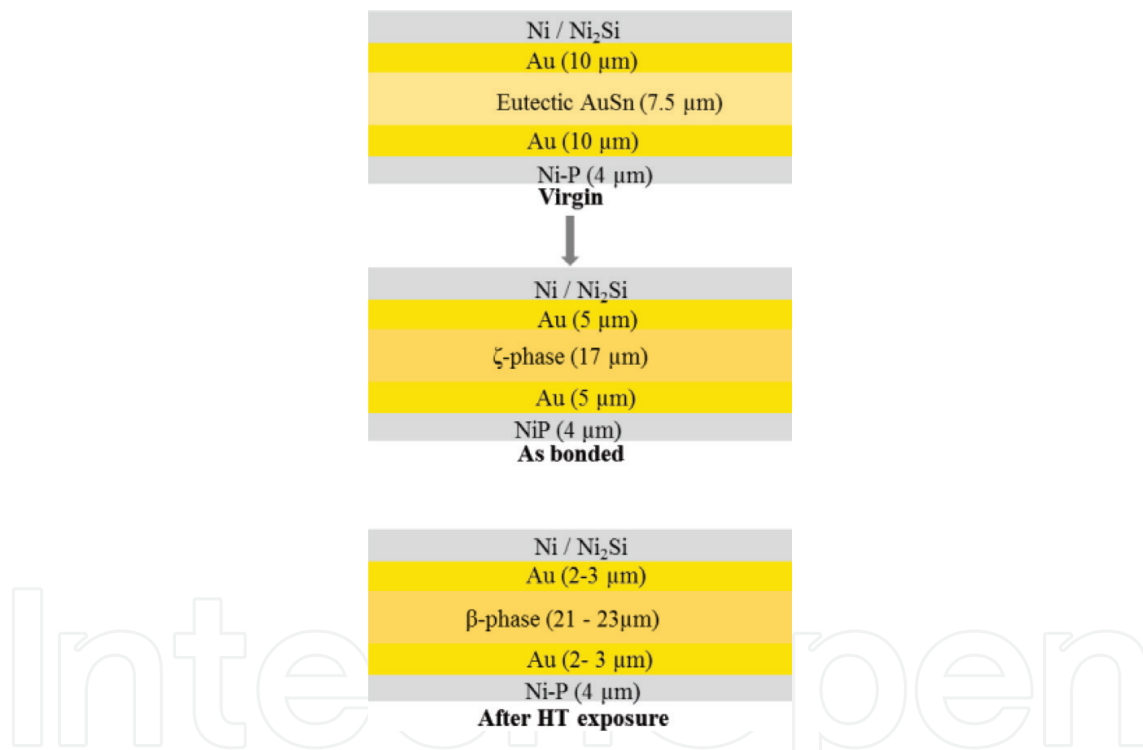 Ni / Ni₂Si
Au (10 μm)
Eutectic AuSn (7.5 μm)
Au (10 μm)
Ni-P (4 μm)
Virgin
Ni / Ni₂Si
Au (5 μm)
ζ-phase (17 μm)
Au (5 μm)
NiP (4 μm)
As bonded
Ni / Ni₂Si
Au (2-3 μm)
β-phase (21 - 23μm)
Au (2- 3 μm)
Ni-P (4 μm)
After HT exposure
IntechOpen